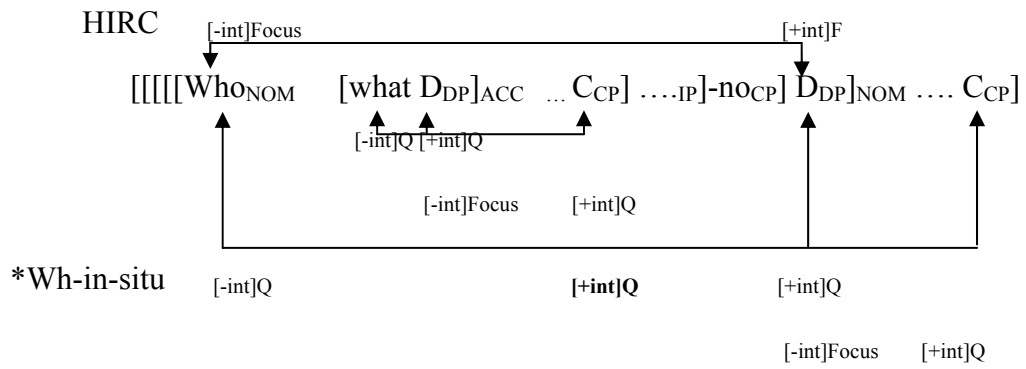 HIRC [-int]Focus [+int]F
[[[[[Who_NOM [what D_DP]_ACC … C_CP] …._IP]-no_CP] D_DP]_NOM …. C_CP]
[-int]Q [+int]Q
[-int]Focus [+int]Q
*Wh-in-situ [-int]Q [+int]Q [+int]Q
[-int]Focus [+int]Q